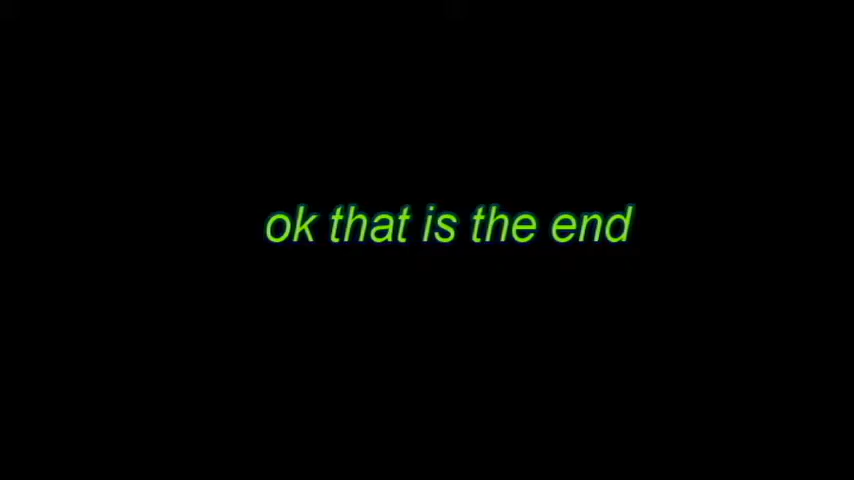 ok that is the end